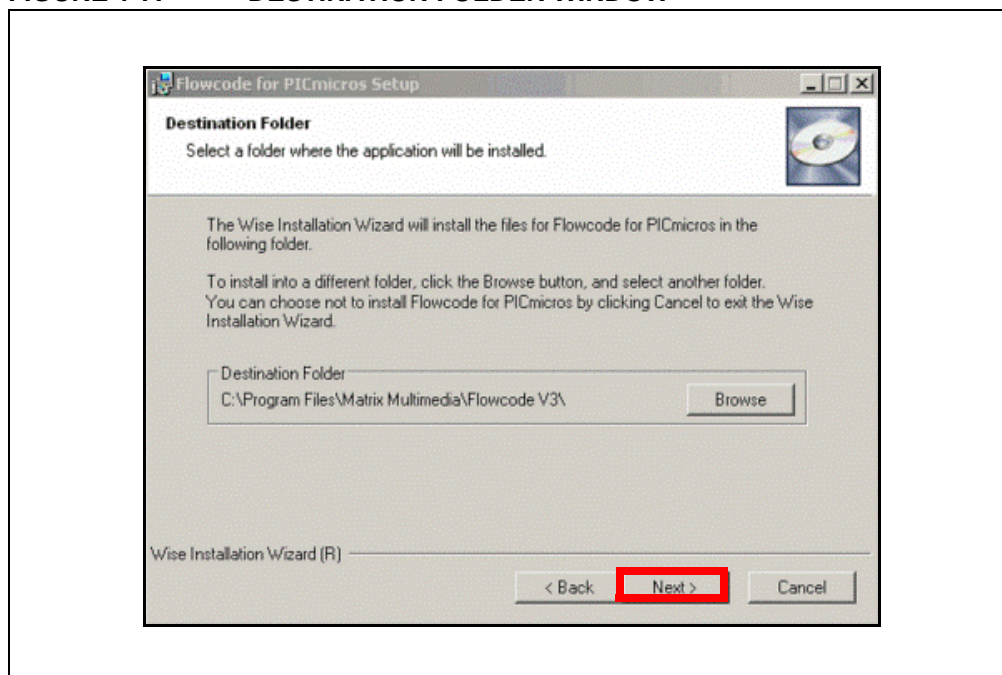 Flowcode for PICmicros Setup
Destination Folder
Select a folder where the application will be installed.
The Wise Installation Wizard will install the files for Flowcode for PICmicros in the
following folder.
To install into a different folder, click the Browse button, and select another folder.
You can choose not to install Flowcode for PICmicros by clicking Cancel to exit the Wise
Installation Wizard.
Destination Folder
C:\Program Files\Matrix Multimedia\Flowcode V3\
Browse
Wise Installation Wizard (R)
< Back
Next >
Cancel